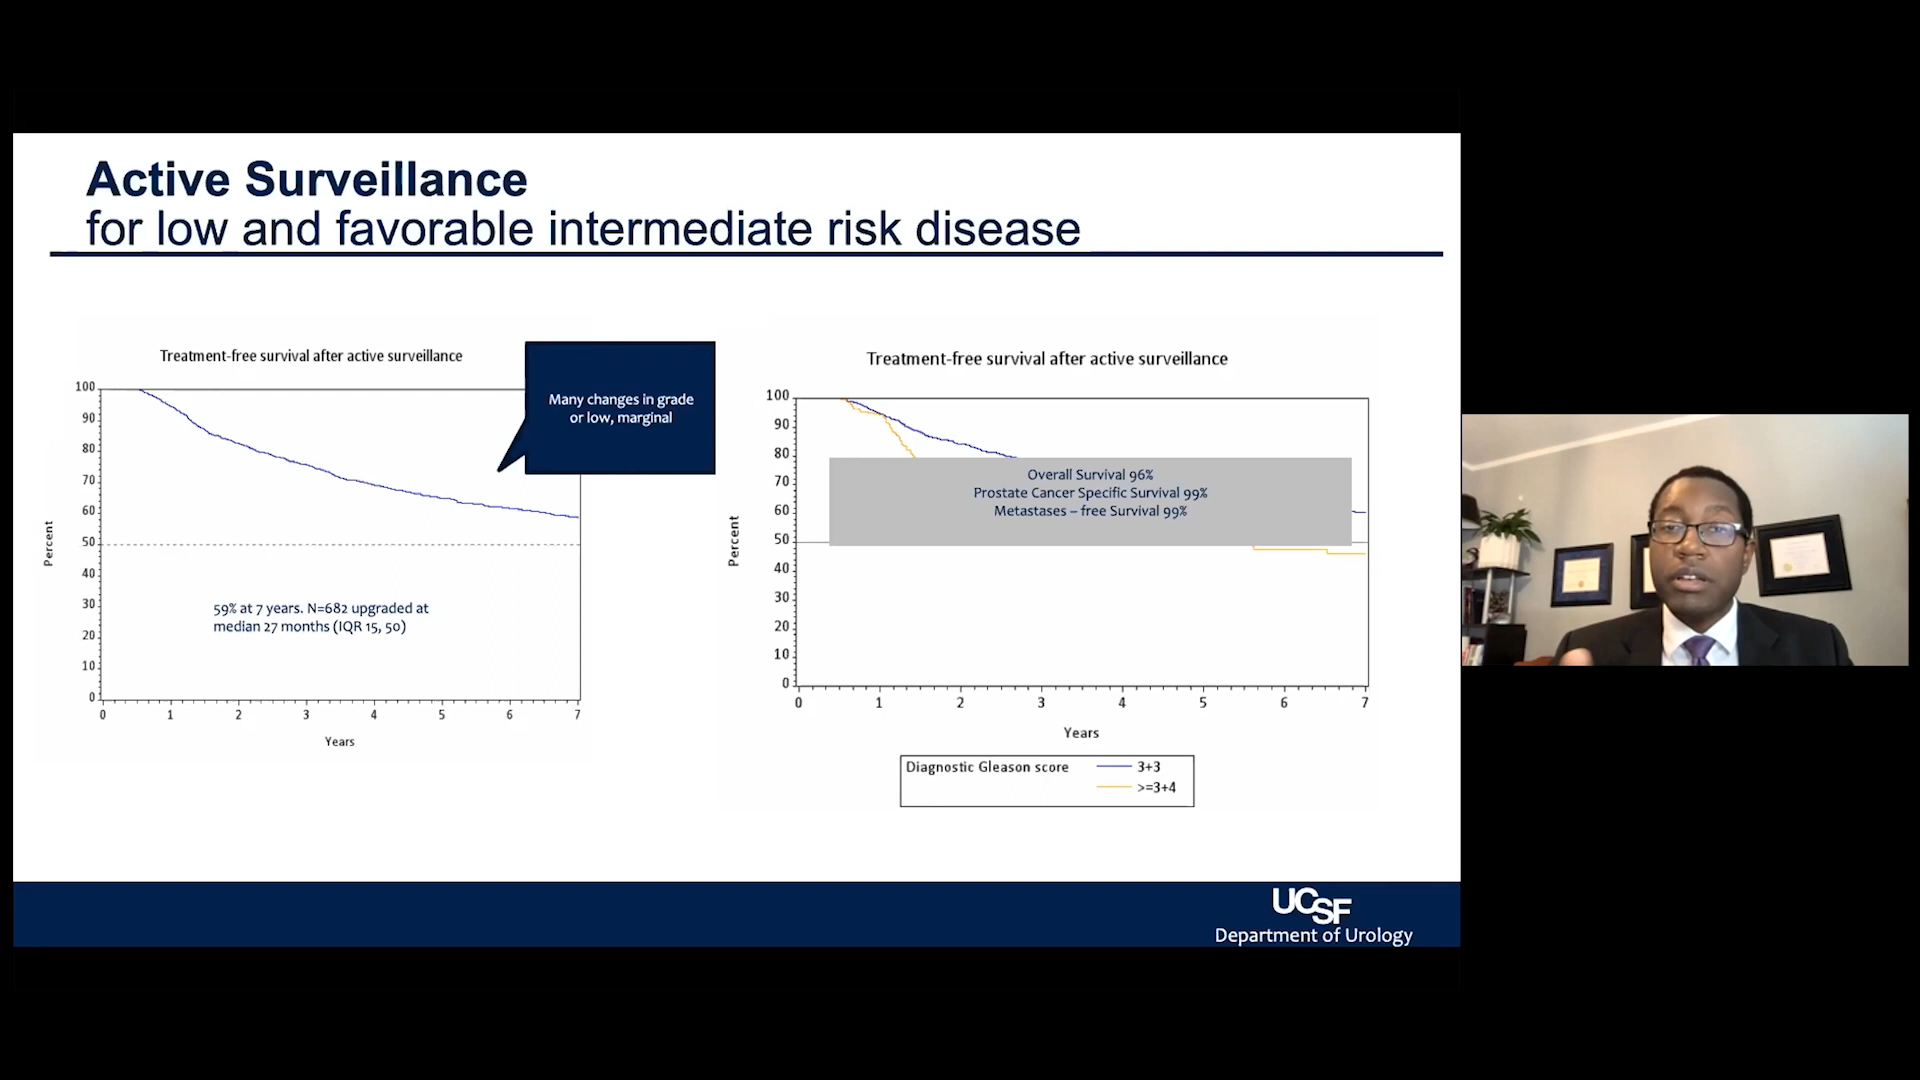 Active Surveillance
for low and favorable intermediate risk disease
Treatment-free survival after active surveillance
100
90
80
70
60
50
40
30
20
10
0
Percent
0 1 2 3 4 5 6 7
Years
Many changes in grade
or low, marginal
59% at 7 years. N=682 upgraded at
median 27 months (IQR 15, 50)
Treatment-free survival after active surveillance
100
90
80
70
60
50
40
30
20
10
0
Percent
0 1 2 3 4 5 6 7
Years
Overall Survival 96%
Prostate Cancer Specific Survival 99%
Metastases – free Survival 99%
Diagnostic Gleason score 3+3
>=3+4
UCSF
Department of Urology